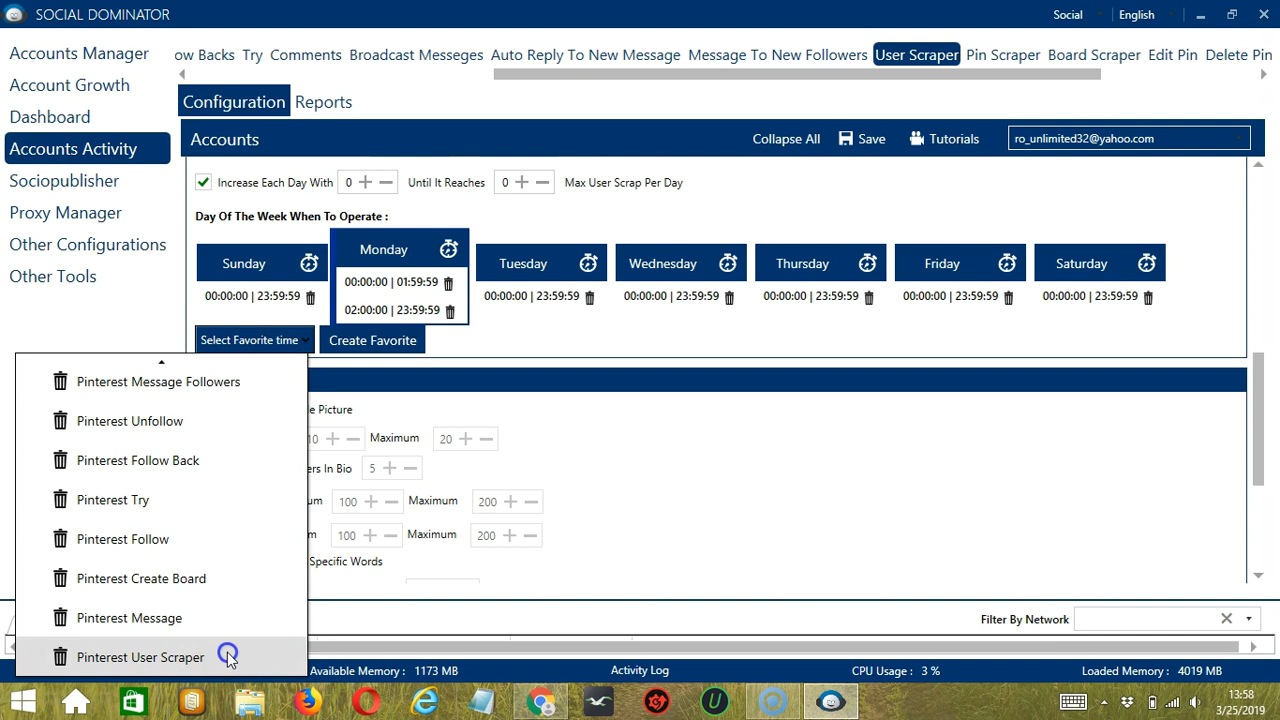 SOCIAL DOMINATOR
Social
English
Accounts Manager
Account Growth
Dashboard
Accounts Activity
Sociopublisher
Proxy Manager
Other Configurations
Other Tools
ow Backs Try Comments Broadcast Messeges Auto Reply To New Message Message To New Followers User Scraper Pin Scraper Board Scraper Edit Pin Delete Pin
Configuration Reports
Accounts Collapse All Save Tutorials ro_unlimited32@yahoo.com
Increase Each Day With 0 Until It Reaches 0 Max User Scrap Per Day
Day Of The Week When To Operate :
Sunday Monday Tuesday Wednesday Thursday Friday Saturday
00:00:00 | 23:59:59 00:00:00 | 01:59:59 00:00:00 | 23:59:59 00:00:00 | 23:59:59 00:00:00 | 23:59:59 00:00:00 | 23:59:59 00:00:00 | 23:59:59
02:00:00 | 23:59:59
Select Favorite time Create Favorite
Pinterest Message Followers
Pinterest Unfollow
Pinterest Follow Back
Pinterest Try
Pinterest Follow
Pinterest Create Board
Pinterest Message
Pinterest User Scraper
e Picture
10 Maximum 20
ers In Bio 5
um 100 Maximum 200
m 100 Maximum 200
Specific Words
Filter By Network
Available Memory : 1173 MB Activity Log CPU Usage : 3 % Loaded Memory : 4019 MB
13:58
3/25/2019